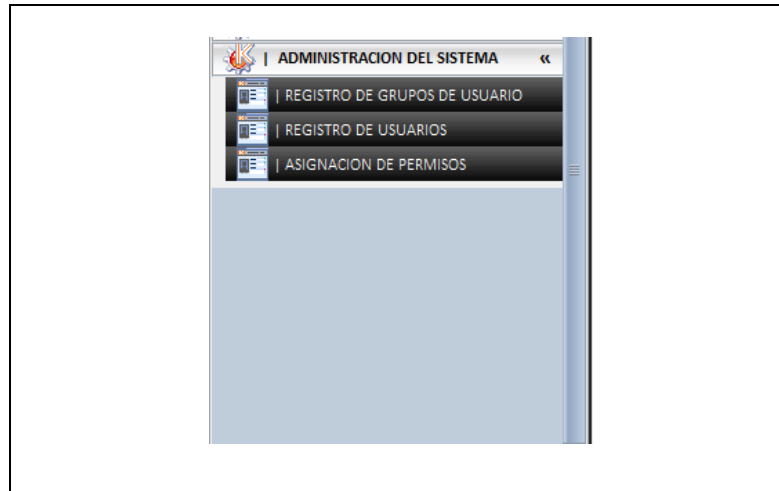 | ADMINISTRACION DEL SISTEMA «
| REGISTRO DE GRUPOS DE USUARIO
| REGISTRO DE USUARIOS
| ASIGNACION DE PERMISOS